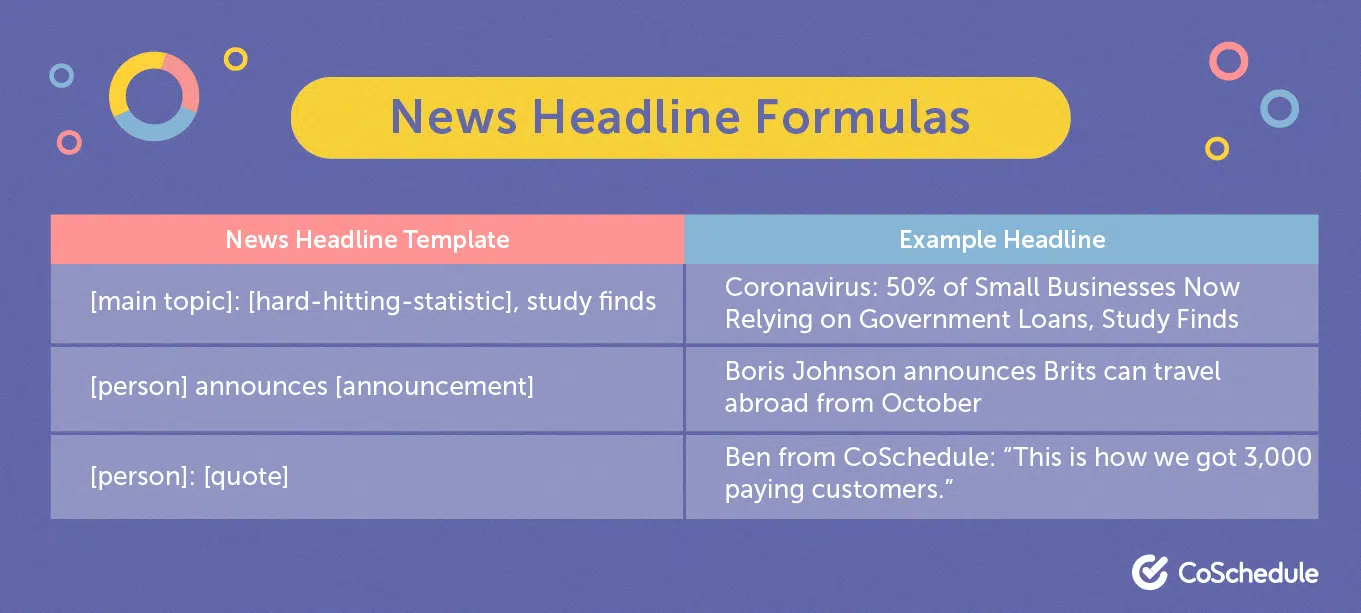 News Headline Formulas
News Headline Template
Example Headline
[main topic]: [hard-hitting-statistic], study finds
Coronavirus: 50% of Small Businesses Now
Relying on Government Loans, Study Finds
[person] announces [announcement]
Boris Johnson announces Brits can travel
abroad from October
[person]: [quote]
Ben from CoSchedule: “This is how we got 3,000
paying customers.”
CoSchedule